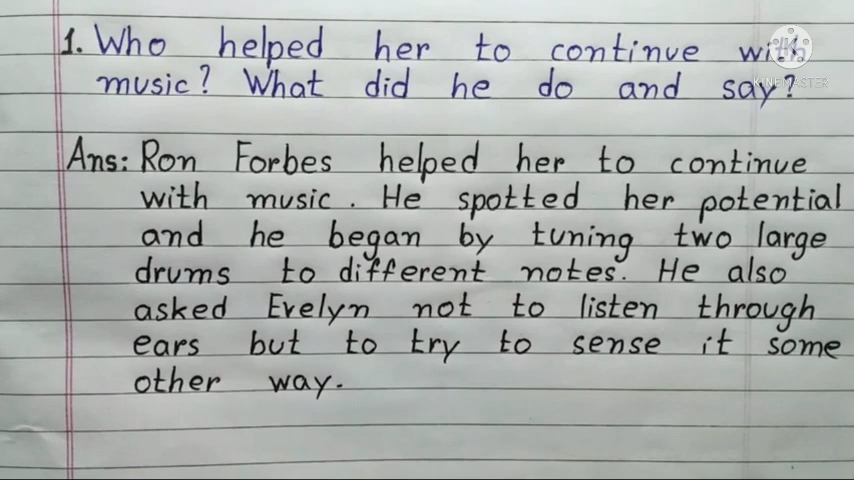 1. Who helped her to continue with
music? What did he do and say?
KINEMASTER
Ans: Ron Forbes helped her to continue
with music. He spotted her potential
and he began by tuning two large
drums to different notes. He also
asked Evelyn not to listen through
ears but to try to sense it some
other way.